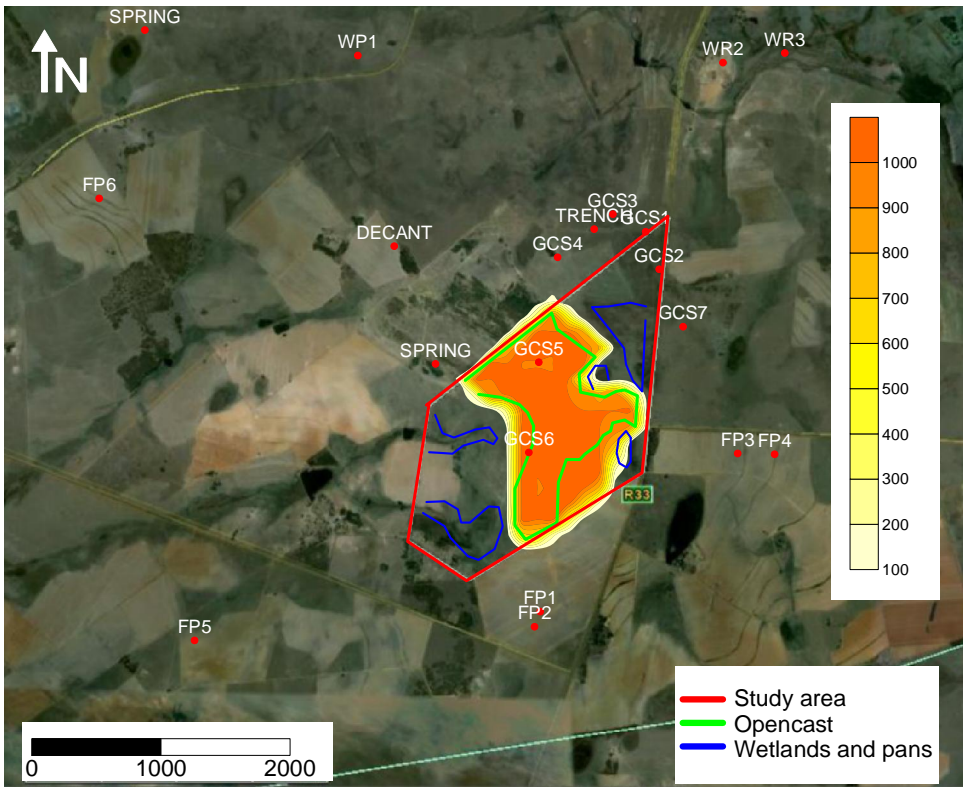 SPRING
WP1
WR2
WR3
N
1000
900
800
700
600
500
400
300
200
100
FP6
GCS3
TRENCH
GCS1
DECANT
GCS4
GCS2
GCS7
SPRING
GCS5
GCS6
FP3
FP4
R33
FP1
FP2
FP5
Study area
Opencast
Wetlands and pans
0 1000 2000